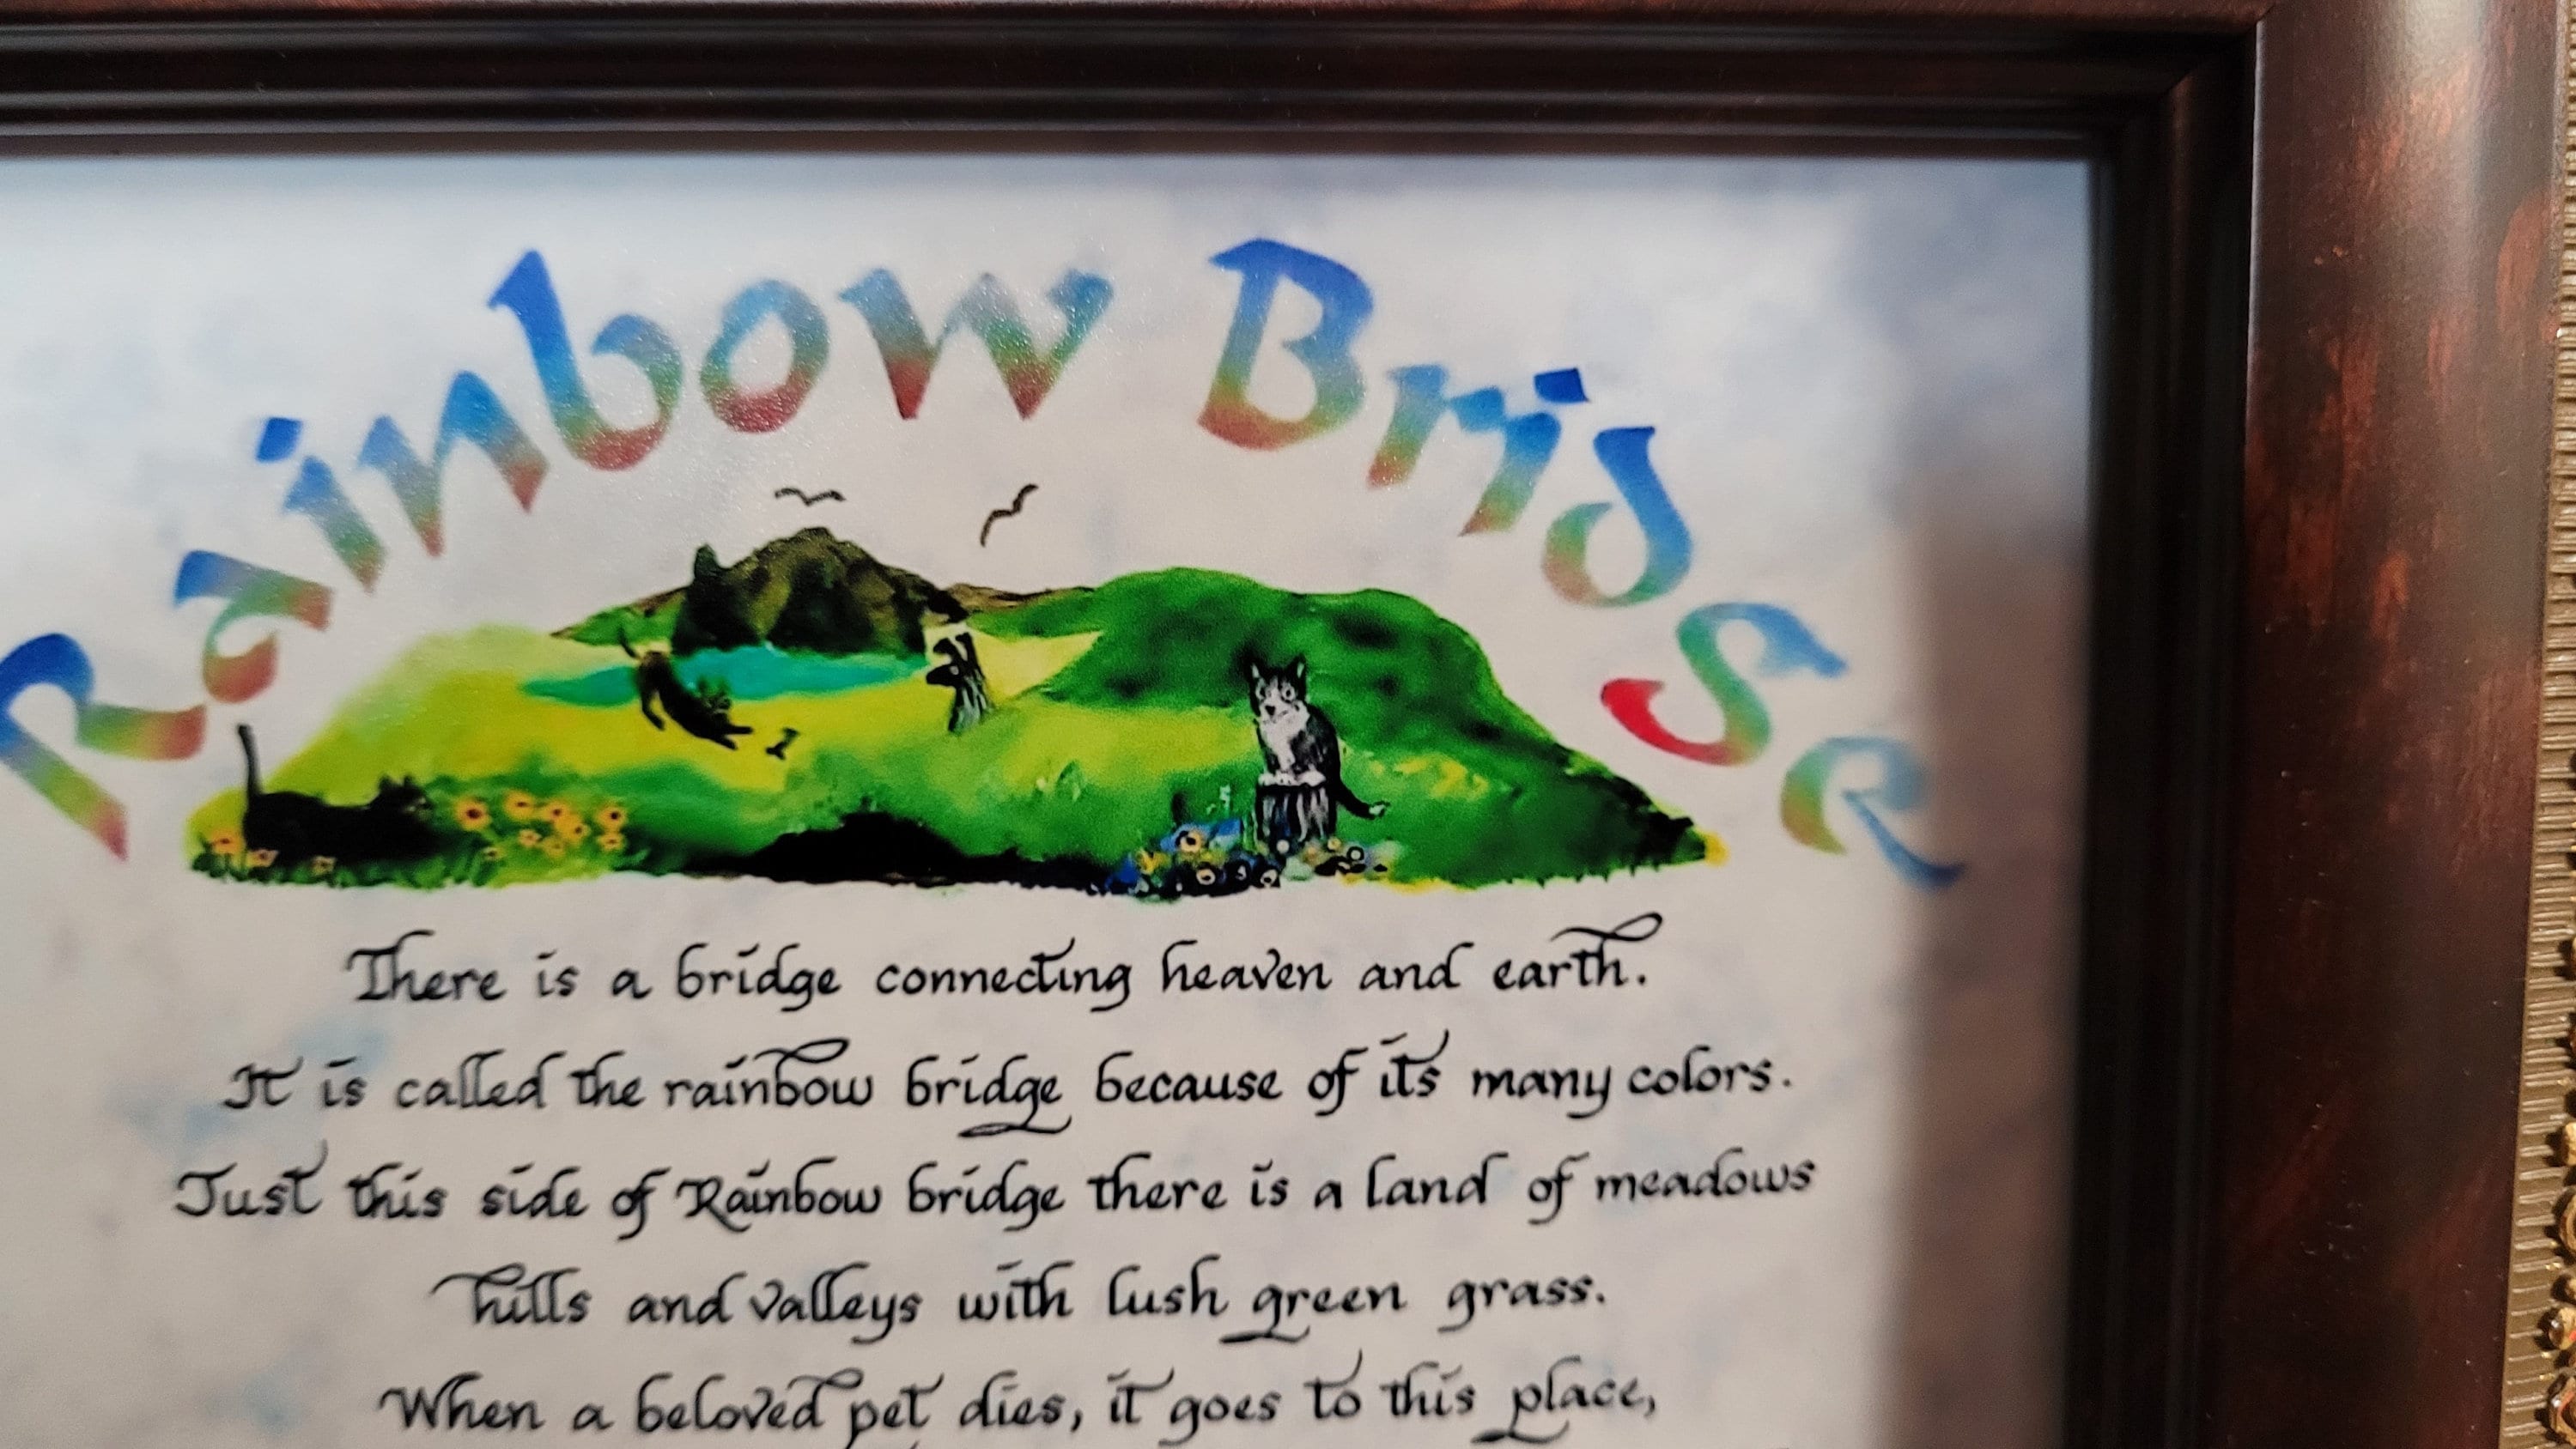 Rainbow Bridge
There is a bridge connecting heaven and earth.
It is called the rainbow bridge because of its many colors.
Just this side of Rainbow bridge there is a land of meadows
hills and valleys with lush green grass.
When a beloved pet dies, it goes to this place,